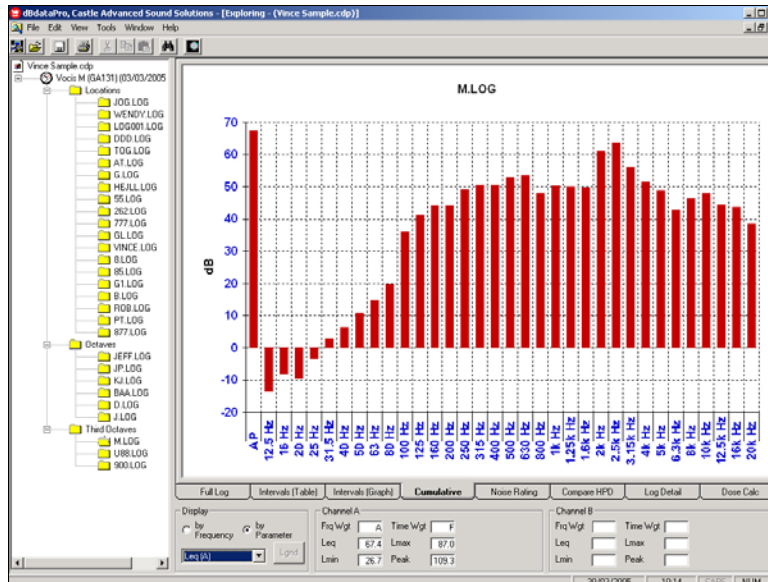 dBdataPro, Castle Advanced Sound Solutions - [Exploring - (Vince Sample.cdp)]
File Edit View Tools Window Help
Vince Sample.cdp
Vocis M (GA131) (03/03/2005
Locations
JOG.LOG
WENDY.LOG
LOG001.LOG
DDD.LOG
TOG.LOG
AT.LOG
G.LOG
HEJLL.LOG
55.LOG
262.LOG
777.LOG
GL.LOG
VINCE.LOG
8.LOG
85.LOG
G1.LOG
B.LOG
ROB.LOG
PT.LOG
877.LOG
Octaves
JEFF.LOG
JP.LOG
KJ.LOG
BAA.LOG
D.LOG
J.LOG
Third Octaves
M.LOG
U88.LOG
900.LOG
M.LOG
dB
70
60
50
40
30
20
10
0
-10
-20
AP 12.5 Hz 16 Hz 20 Hz 25 Hz 31.5 Hz 40 Hz 50 Hz 63 Hz 80 Hz 100 Hz 125 Hz 160 Hz 200 Hz 250 Hz 315 Hz 400 Hz 500 Hz 630 Hz 800 Hz 1k Hz 1.25k Hz 1.6k Hz 2k Hz 2.5k Hz 3.15k Hz 4k Hz 5k Hz 6.3k Hz 8k Hz 10k Hz 12.5k Hz 16k Hz 20k Hz
Full Log Intervals (Table) Intervals (Graph) Cumulative Noise Rating Compare HPD Log Detail Dose Calc
Display
by Frequency by Parameter
Leq (A) Lgnd
Channel A
Frq Wgt A Time Wgt F
Leq 67.4 Lmax 87.0
Lmin 26.7 Peak 109.3
Channel B
Frq Wgt Time Wgt
Leq Lmax
Lmin Peak